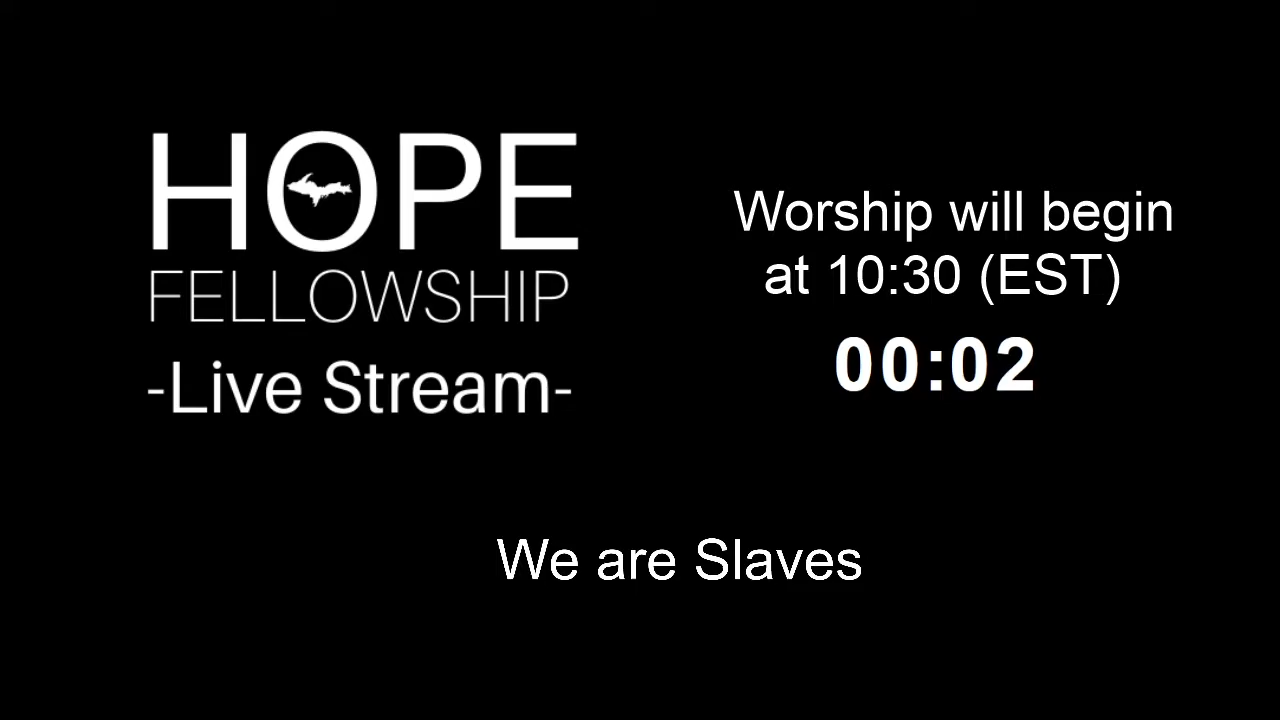 HOPE
FELLOWSHIP
-Live Stream-
Worship will begin
at 10:30 (EST)
00:02
We are Slaves